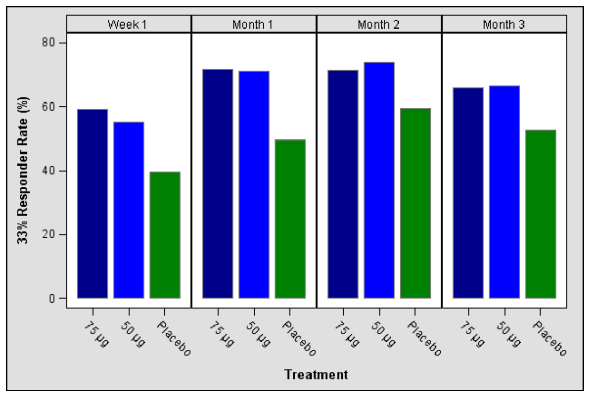 Week 1
Month 1
Month 2
Month 3
80
60
40
20
0
33% Responder Rate (%)
75 µg
50 µg
Placebo
75 µg
50 µg
Placebo
75 µg
50 µg
Placebo
75 µg
50 µg
Placebo
Treatment